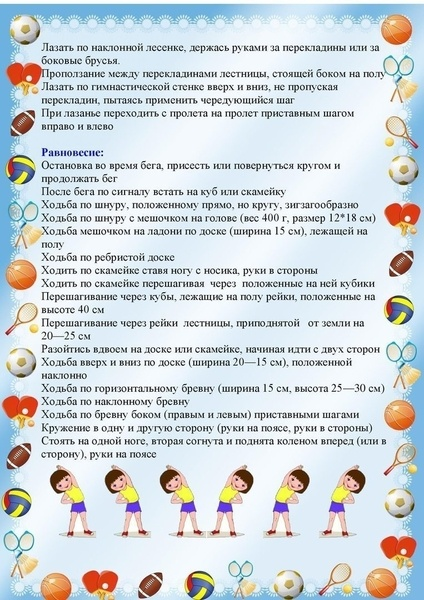 Лазать по наклонной лесенке, держась руками за перекладины или за
боковые брусья.
Проползание между перекладинами лестницы, стоящей боком на полу
Лазать по гимнастической стенке вверх и вниз, не пропуская
перекладин, пытаясь применить чередующийся шаг
При лазанье переходить с пролета на пролет приставным шагом
вправо и влево
Равновесие:
Остановка во время бега, присесть или повернуться кругом и
продолжать бег
После бега по сигналу встать на куб или скамейку
Ходьба по шнуру, положенному прямо, но кругу, зигзагообразно
Ходьба по шнуру с мешочком на голове (вес 400 г, размер 12*18 см)
Ходьба мешочком на ладони по доске (ширина 15 см), лежащей на
полу
Ходьба по ребристой доске
Ходить по скамейке ставя ногу с носика, руки в стороны
Ходить по скамейке перешагивая через положенные на ней кубики
Перешагивание через кубы, лежащие на полу рейки, положенные на
высоте 40 см
Перешагивание через рейки лестницы, приподнятой от земли на
20—25 см
Разойтись вдвоем на доске или скамейке, начиная идти с двух сторон
Ходьба вверх и вниз по доске (ширина 20—15 см), положенной
наклонно
Ходьба по горизонтальному бревну (ширина 15 см, высота 25—30 см)
Ходьба по наклонному бревну
Ходьба по бревну боком (правым и левым) приставными шагами
Кружение в одну и другую сторону (руки на поясе, руки в стороны)
Стоять на одной ноге, вторая согнута и поднята коленом вперед (или в
сторону), руки на поясе